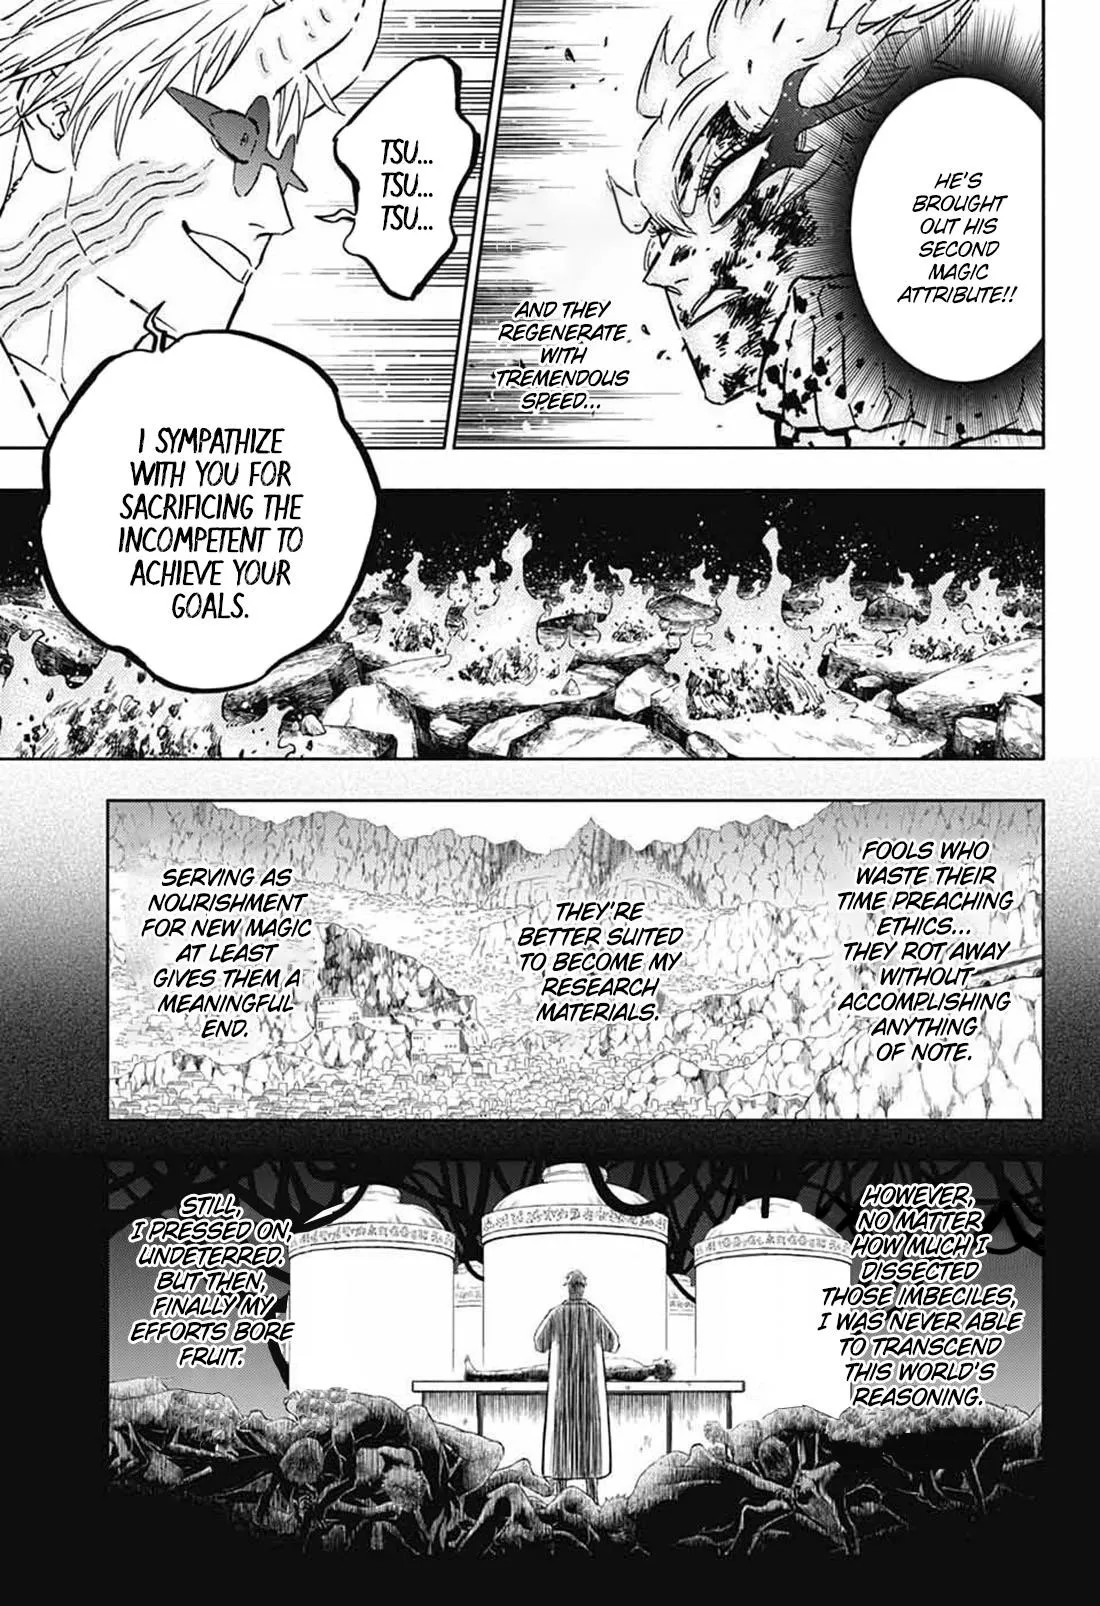 HE'S
BROUGHT
OUT HIS
SECOND
MAGIC
ATTRIBUTE!!
AND THEY
REGENERATE
WITH
TREMENDOUS
SPEED...
TSU...
TSU...
TSU...
I SYMPATHIZE
WITH YOU FOR
SACRIFICING THE
INCOMPETENT TO
ACHIEVE YOUR
GOALS.
FOOLS WHO
WASTE THEIR
TIME PREACHING
ETHICS...
THEY ROT AWAY
WITHOUT
ACCOMPLISHING
ANYTHING
OF NOTE.
THEY'RE
BETTER SUITED
TO BECOME MY
RESEARCH
MATERIALS.
SERVING AS
NOURISHMENT
FOR NEW MAGIC
AT LEAST
GIVES THEM A
MEANINGFUL
END.
HOWEVER,
NO MATTER
HOW MUCH I
DISSECTED
THOSE IMBECILES,
I WAS NEVER ABLE
TO TRANSCEND
THIS WORLD'S
REASONING.
STILL,
I PRESSED ON,
UNDETERRED.
BUT THEN,
FINALLY MY
EFFORTS BORE
FRUIT.